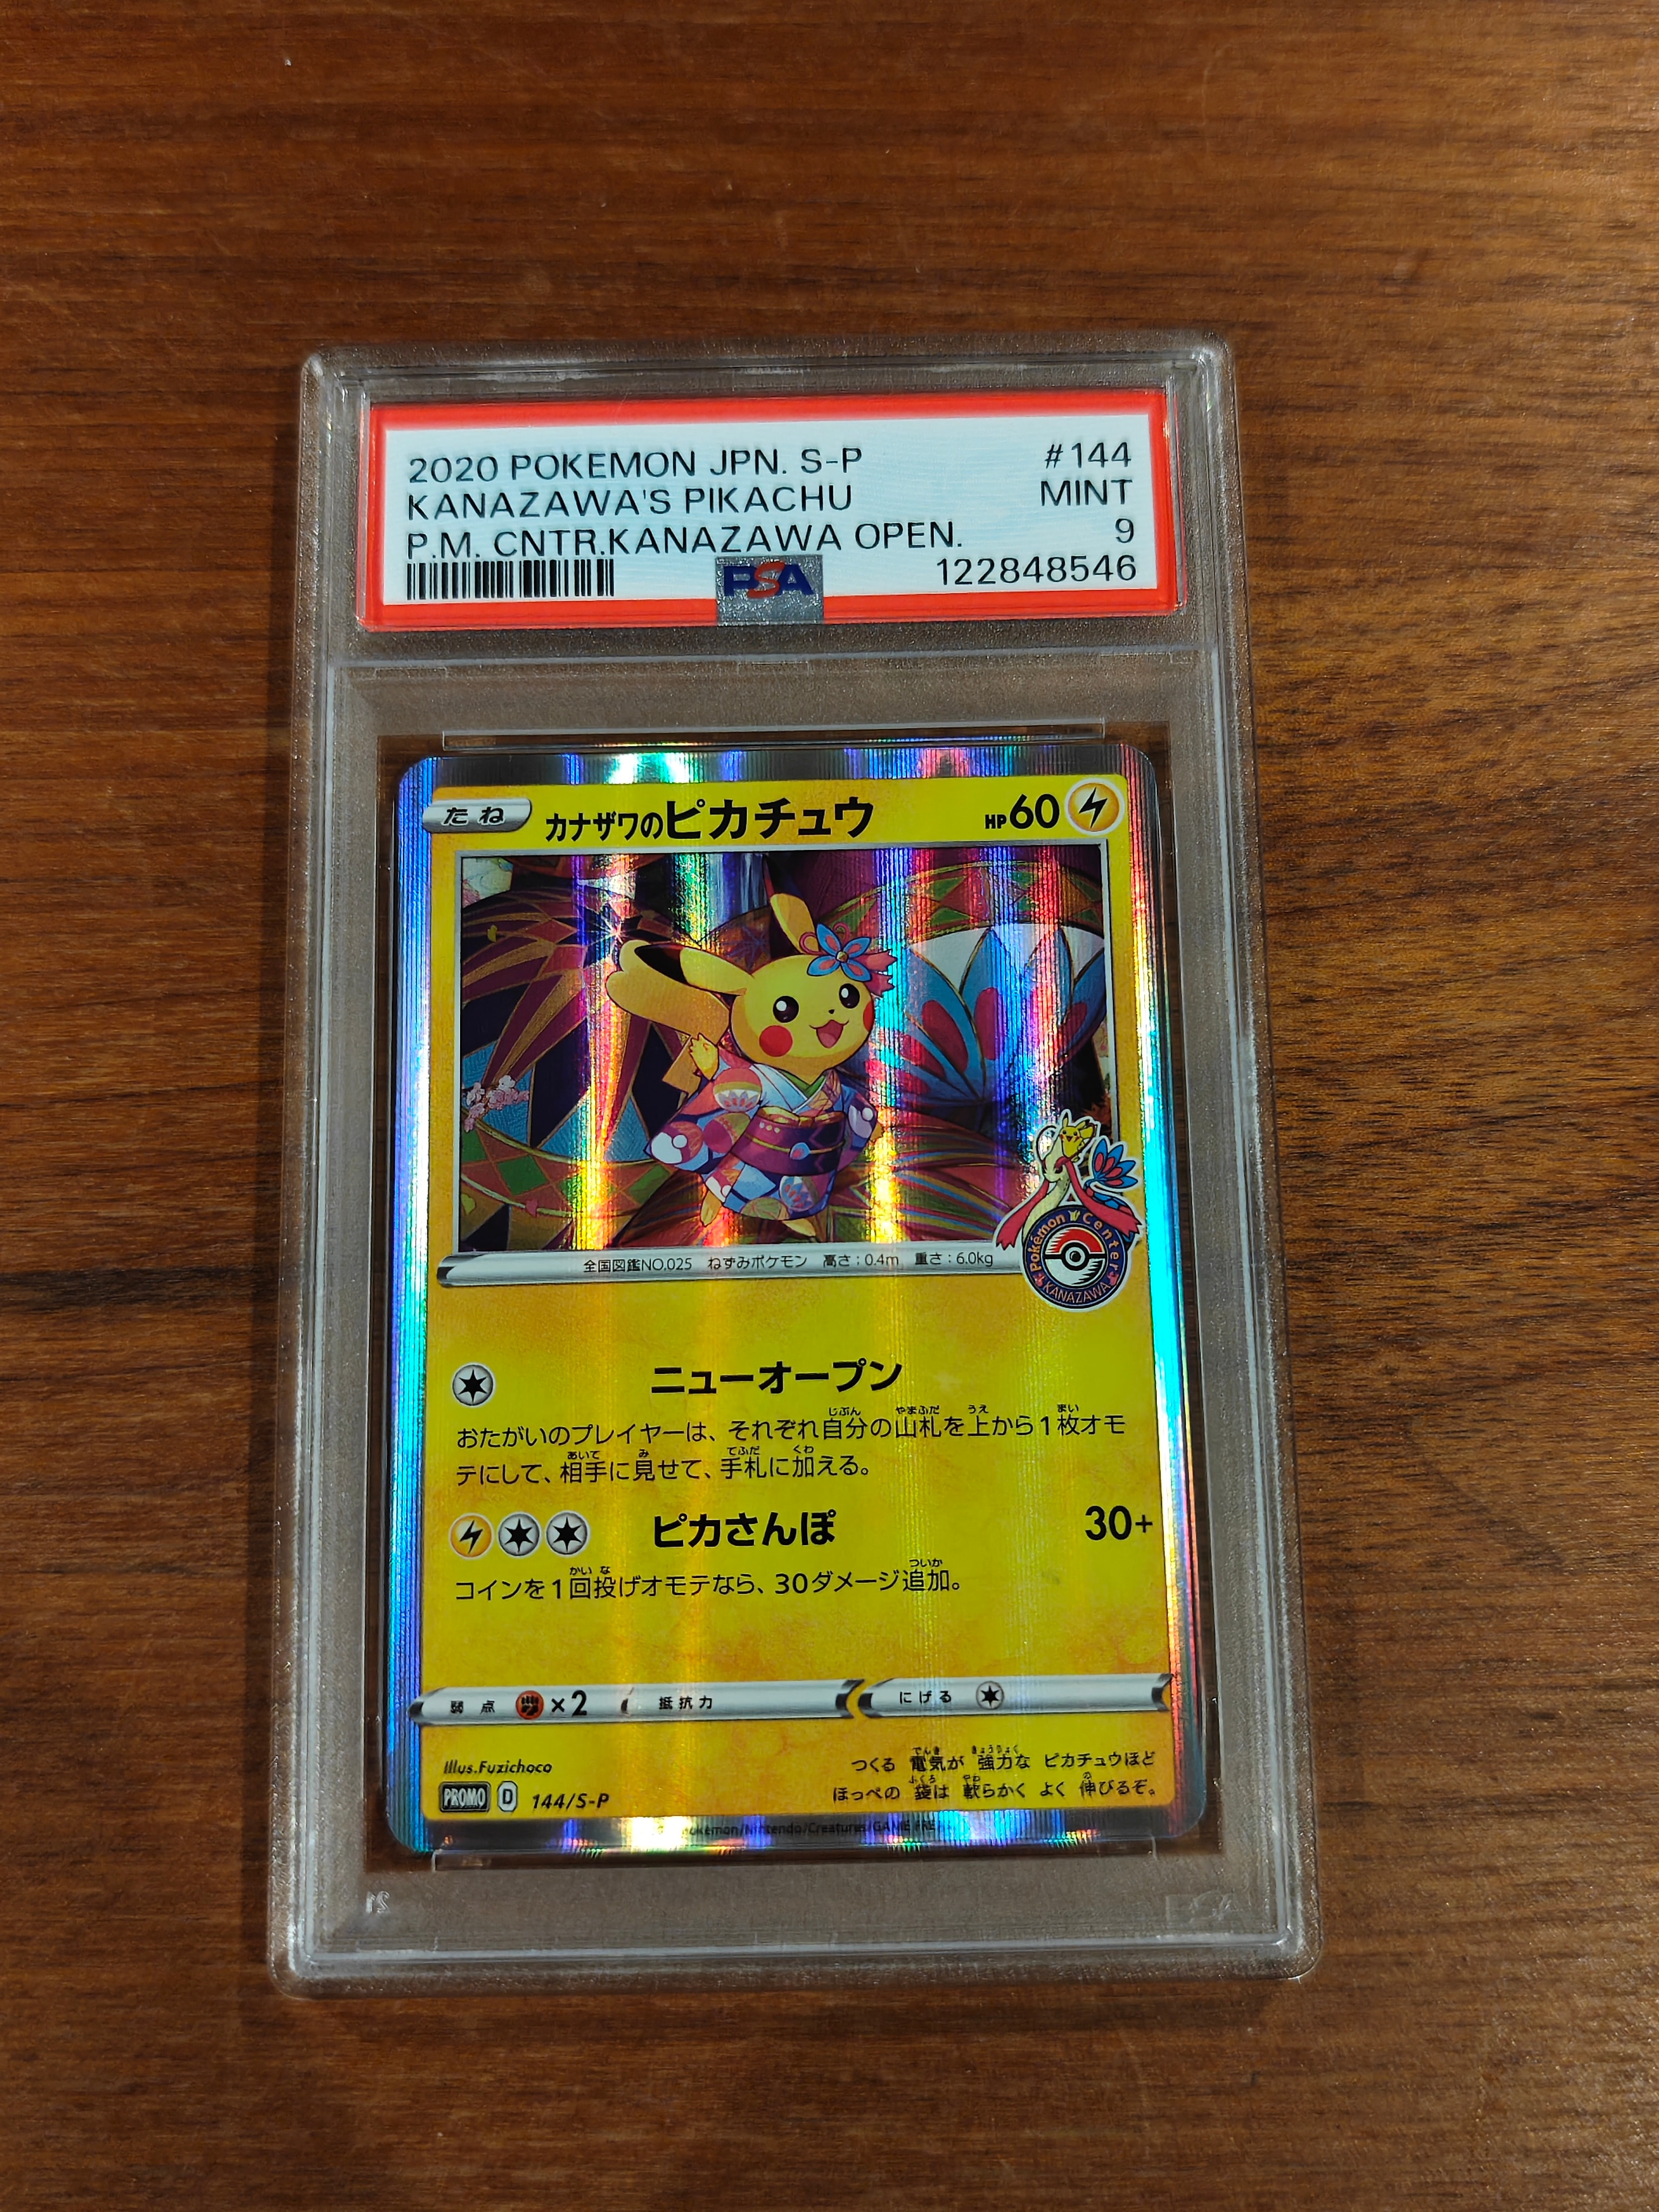 2020 POKEMON JPN. S-P #144
KANAZAWA'S PIKACHU MINT
P.M. CNTR.KANAZAWA OPEN. 9
PSA 122848546
たね カナザワのピカチュウ HP60
Pokémon Center
KANAZAWA
全国図鑑NO.025 ねずみポケモン 高さ:0.4m 重さ:6.0kg
ニューオープン
おたがいのプレイヤーは、それぞれ自分の山札を上から1枚オモ
テにして、相手に見せて、手札に加える。
ピカさんぽ 30+
コインを1回投げオモテなら、30ダメージ追加。
弱点 ×2 抵抗力 にげる
Illus.Fuzichoco
つくる 電気が 強力な ピカチュウほど
ほっぺの 袋は 軟らかく よく 伸びるぞ。
PROMO D 144/S-P
Pokémon/Nintendo/Creatures/GAME